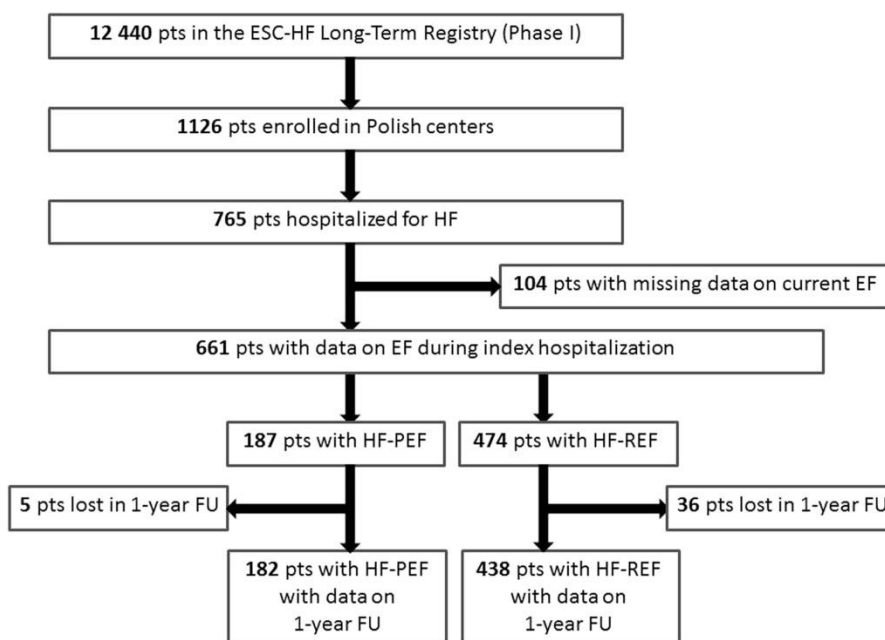 12 440 pts in the ESC-HF Long-Term Registry (Phase I)
1126 pts enrolled in Polish centers
765 pts hospitalized for HF
104 pts with missing data on current EF
661 pts with data on EF during index hospitalization
187 pts with HF-PEF
474 pts with HF-REF
5 pts lost in 1-year FU
36 pts lost in 1-year FU
182 pts with HF-PEF
with data on
1-year FU
438 pts with HF-REF
with data on
1-year FU